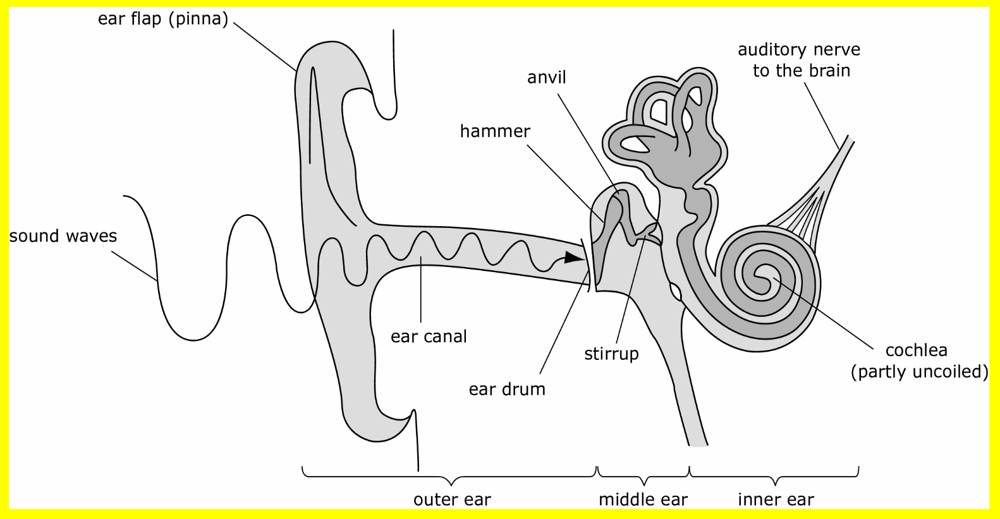 ear flap (pinna)
auditory nerve
to the brain
anvil
hammer
sound waves
ear canal
stirrup
cochlea
(partly uncoiled)
ear drum
outer ear
middle ear
inner ear